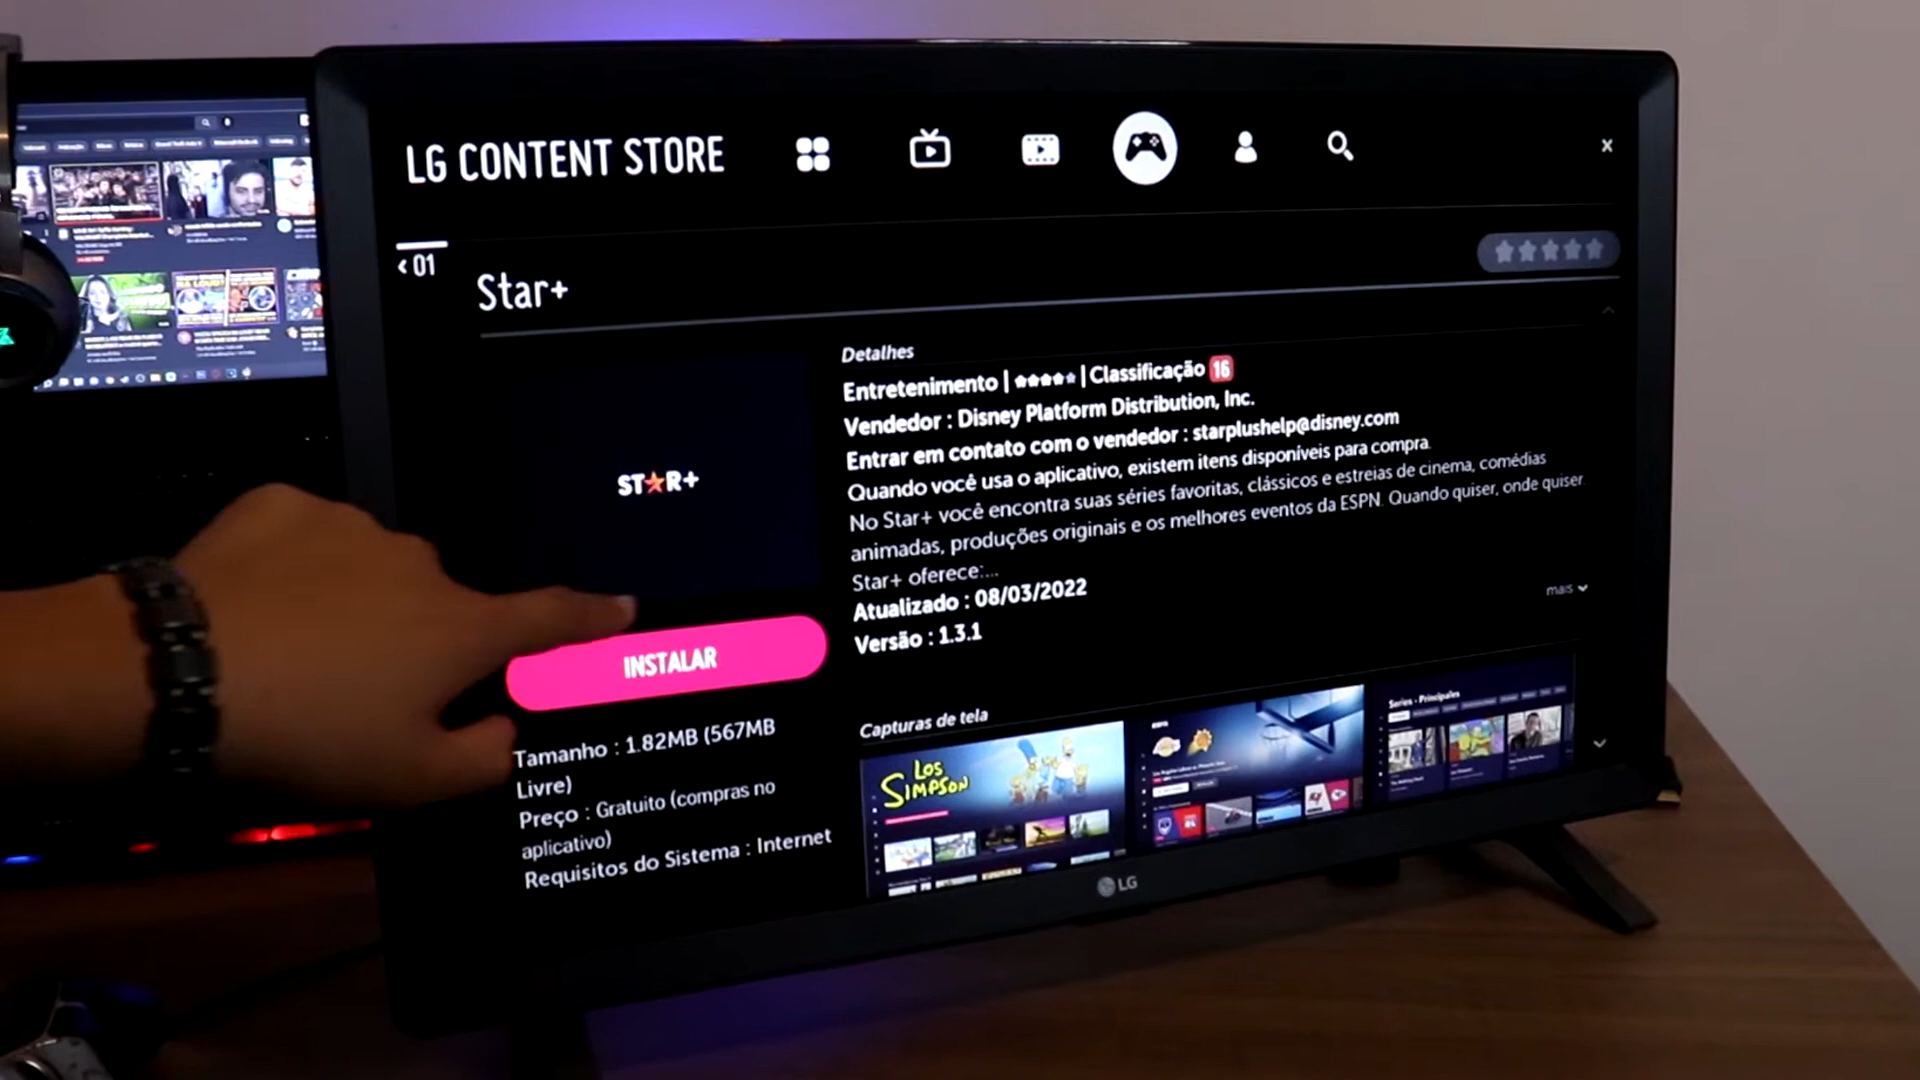 LG CONTENT STORE
x
< 01
Star+
Detalhes
Entretenimento | ★★★★★ | Classificação 16
Vendedor : Disney Platform Distribution, Inc.
Entrar em contato com o vendedor : starplushelp@disney.com
Quando você usa o aplicativo, existem itens disponíveis para compra.
No Star+ você encontra suas séries favoritas, clássicos e estreias de cinema, comédias
animadas, produções originais e os melhores eventos da ESPN. Quando quiser, onde quiser.
Star+ oferece:...
Atualizado : 08/03/2022
mais
Versão : 1.3.1
ST★R+
INSTALAR
Tamanho : 1.82MB (567MB
Livre)
Preço : Gratuito (compras no
aplicativo)
Requisitos do Sistema : Internet
Capturas de tela
LOS
SIMPSON
ESPN
Series - Principales
LG